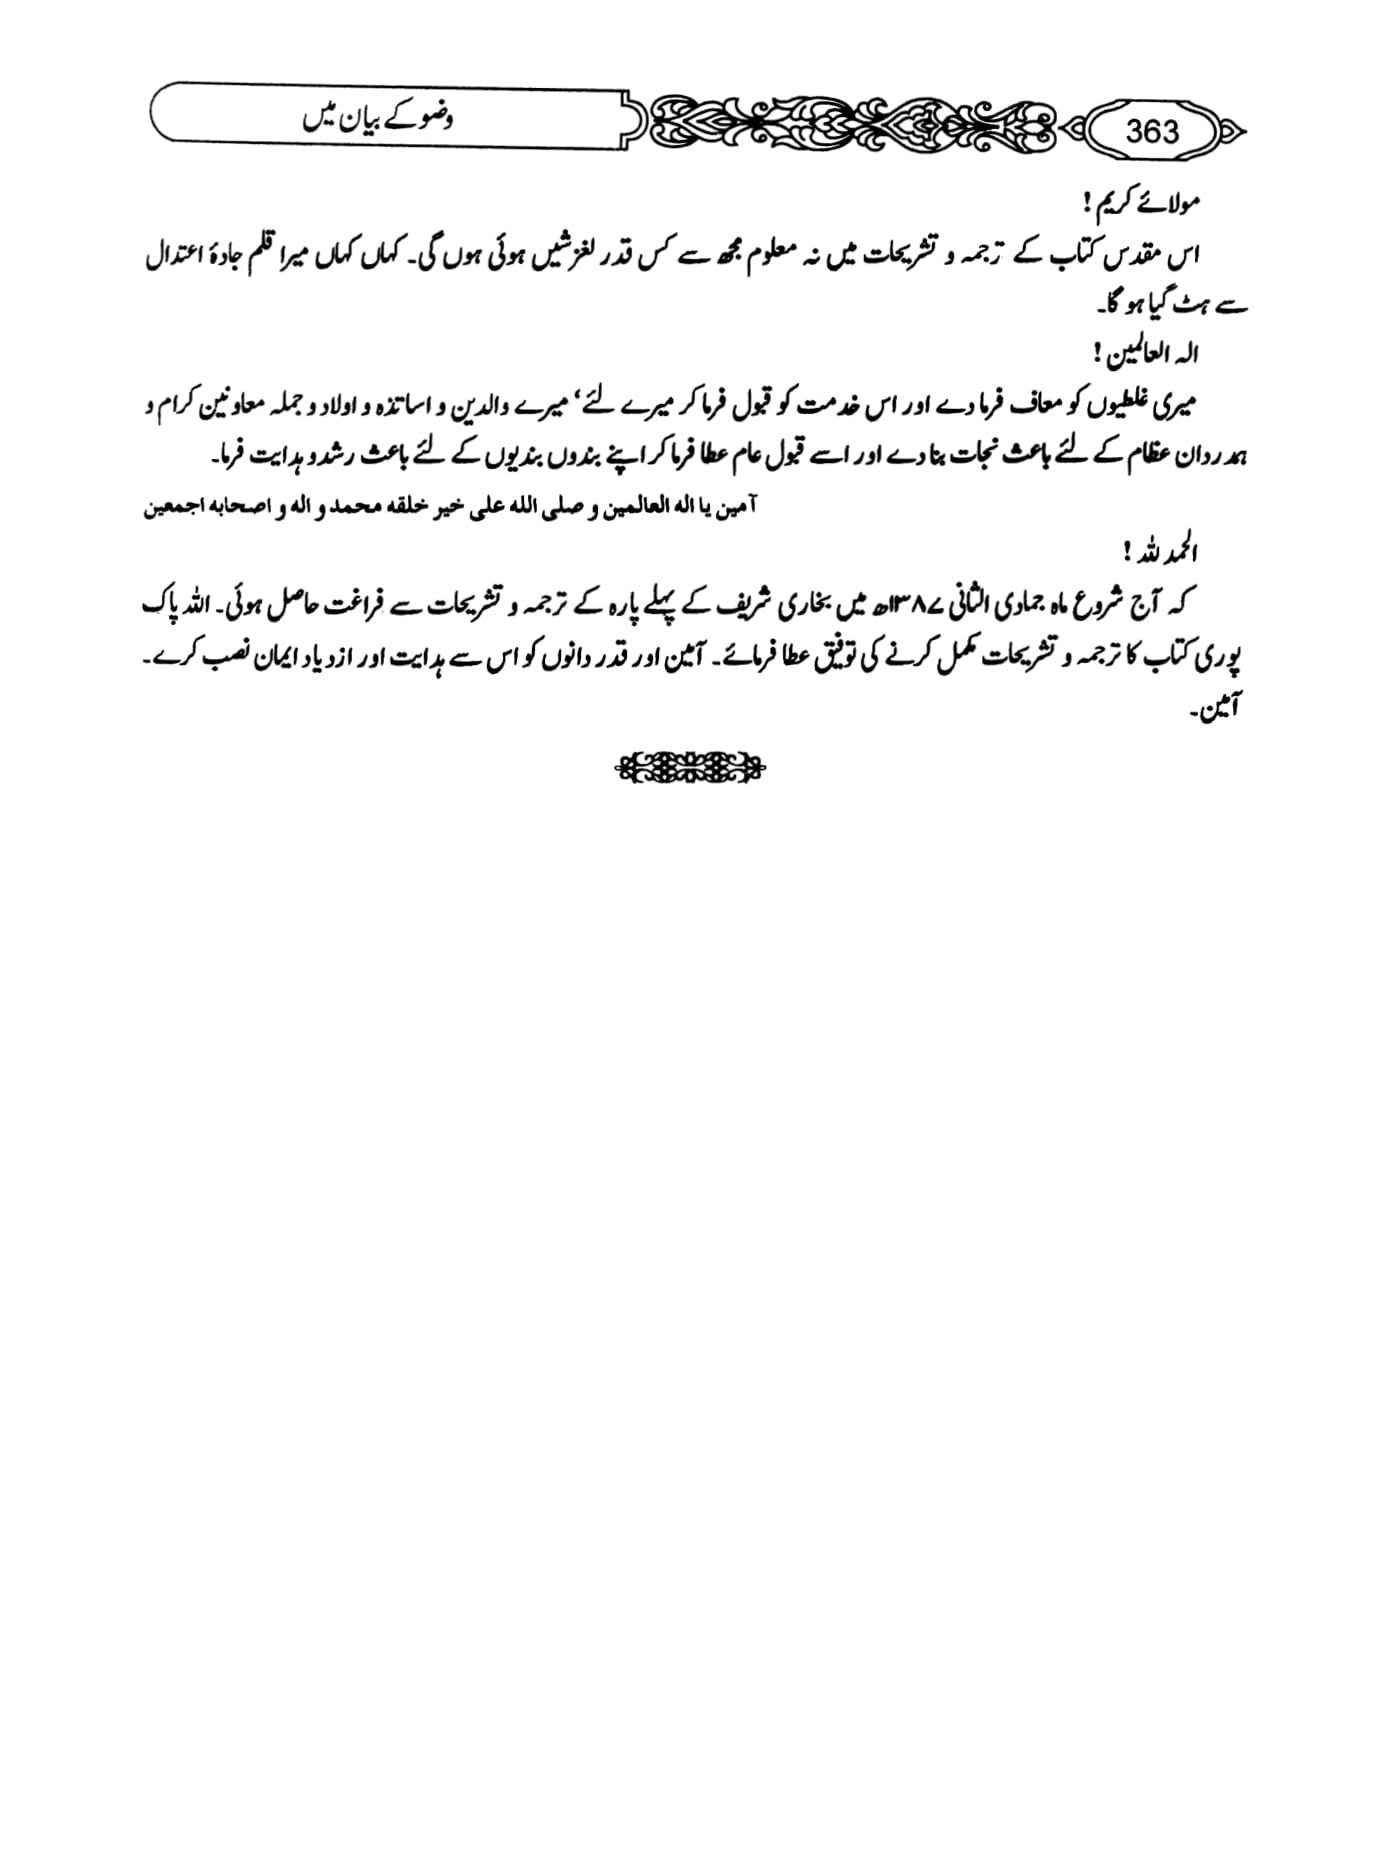 363
وضو کے بیان میں
مولائے کریم !
اس مقدس کتاب کے ترجمہ و تشریحات میں نہ معلوم مجھ سے کس قدر لغزشیں ہوئی ہوں گی۔ کہاں کہاں میرا قلم جادۂ اعتدال
سے ہٹ گیا ہو گا۔
الہ العالمین !
میری غلطیوں کو معاف فرما دے اور اس خدمت کو قبول فرما کر میرے لئے‘ میرے والدین و اساتذہ و اولاد و جملہ معاونین کرام و
ہمدردان عظام کے لئے باعث نجات بنا دے اور اسے قبول عام عطا فرما کر اپنے بندوں بندیوں کے لئے باعث رشد و ہدایت فرما۔
آمین یا اله العالمین و صلی الله علی خیر خلقه محمد و اله و اصحابه اجمعین
الحمد للہ !
کہ آج شروع ماہ جمادی الثانی ۱۳۸۷ھ میں بخاری شریف کے پہلے پارہ کے ترجمہ و تشریحات سے فراغت حاصل ہوئی۔ اللہ پاک
پوری کتاب کا ترجمہ و تشریحات مکمل کرنے کی توفیق عطا فرمائے۔ آمین اور قدر دانوں کو اس سے ہدایت اور ازدیاد ایمان نصب کرے۔
آمین۔